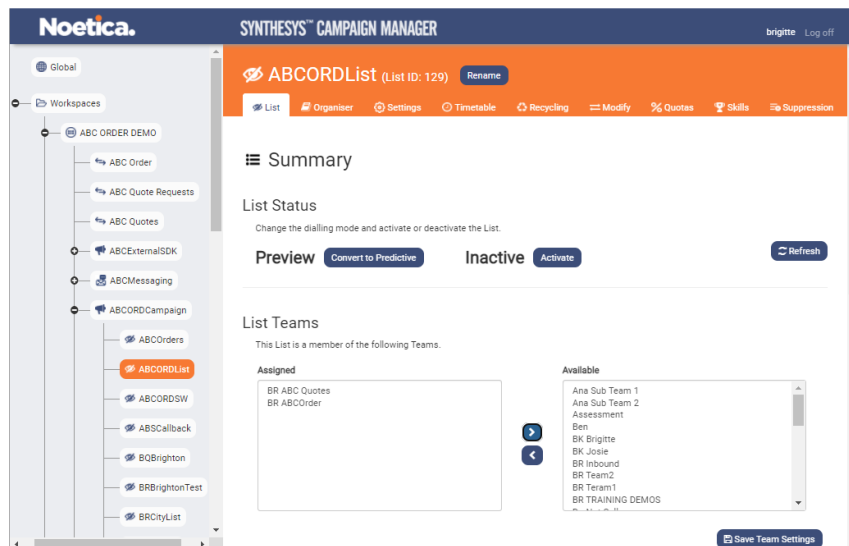 Noetica.
SYNTHESYS™ CAMPAIGN MANAGER
brigitte Log off
Global
Workspaces
ABC ORDER DEMO
ABC Order
ABC Quote Requests
ABC Quotes
ABCExternalSDK
ABCMessaging
ABCORDCampaign
ABCOrders
ABCORDList
ABCORDSW
ABSCallback
BQBrighton
BRBrightonTest
BRCityList
ABCORDList (List ID: 129) Rename
List Organiser Settings Timetable Recycling Modify Quotas Skills Suppression
Summary
List Status
Change the dialling mode and activate or deactivate the List.
Preview Convert to Predictive Inactive Activate Refresh
List Teams
This List is a member of the following Teams.
Assigned
BR ABC Quotes
BR ABCOrder
Available
Ana Sub Team 1
Ana Sub Team 2
Assessment
Ben
BK Brigitte
BK Josie
BR Inbound
BR Team2
BR Teram1
BR TRAINING DEMOS
Save Team Settings